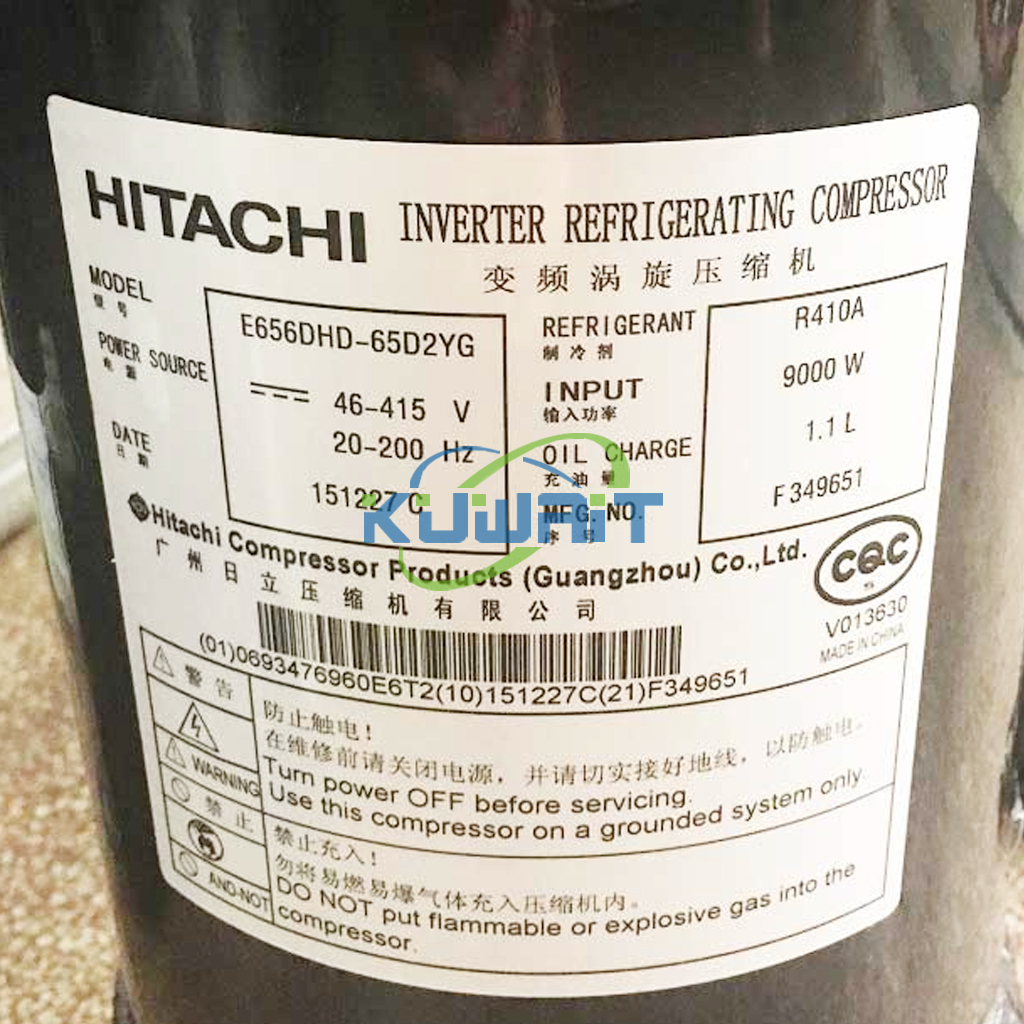 HITACHI INVERTER REFRIGERATING COMPRESSOR
变频涡旋压缩机
MODEL E656DHD-65D2YG
型号
POWER SOURCE 46-415 V
电源 20-200 Hz
DATE 151227 C
日期
REFRIGERANT R410A
制冷剂
INPUT 9000 W
输入功率
OIL CHARGE 1.1 L
充油量
MFG. NO. F349651
序号
KUWAIT
Hitachi Compressor Products (Guangzhou) Co.,Ltd.
广州日立压缩机有限公司
CQC
V013630
MADE IN CHINA
(01)0693476960E6T2(10)151227C(21)F349651
警告
WARNING
防止触电！
在维修前请关闭电源，并请切实接好地线，以防触电。
Turn power OFF before servicing.
Use this compressor on a grounded system only.
禁止
AND-NOT
禁止充入！
勿将易燃易爆气体充入压缩机内。
DO NOT put flammable or explosive gas into the
compressor.